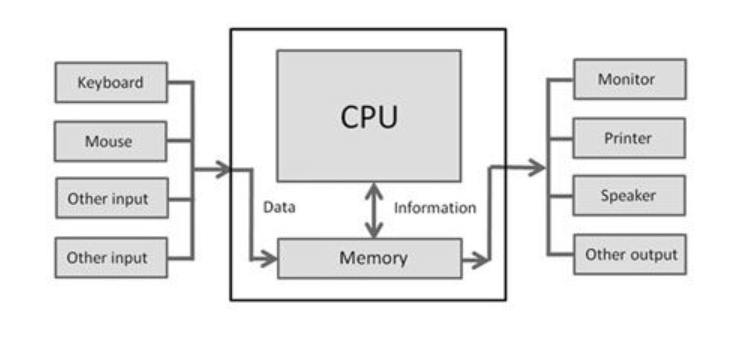 Keyboard
Mouse
Other input
Other input
CPU
Data
Information
Memory
Monitor
Printer
Speaker
Other output